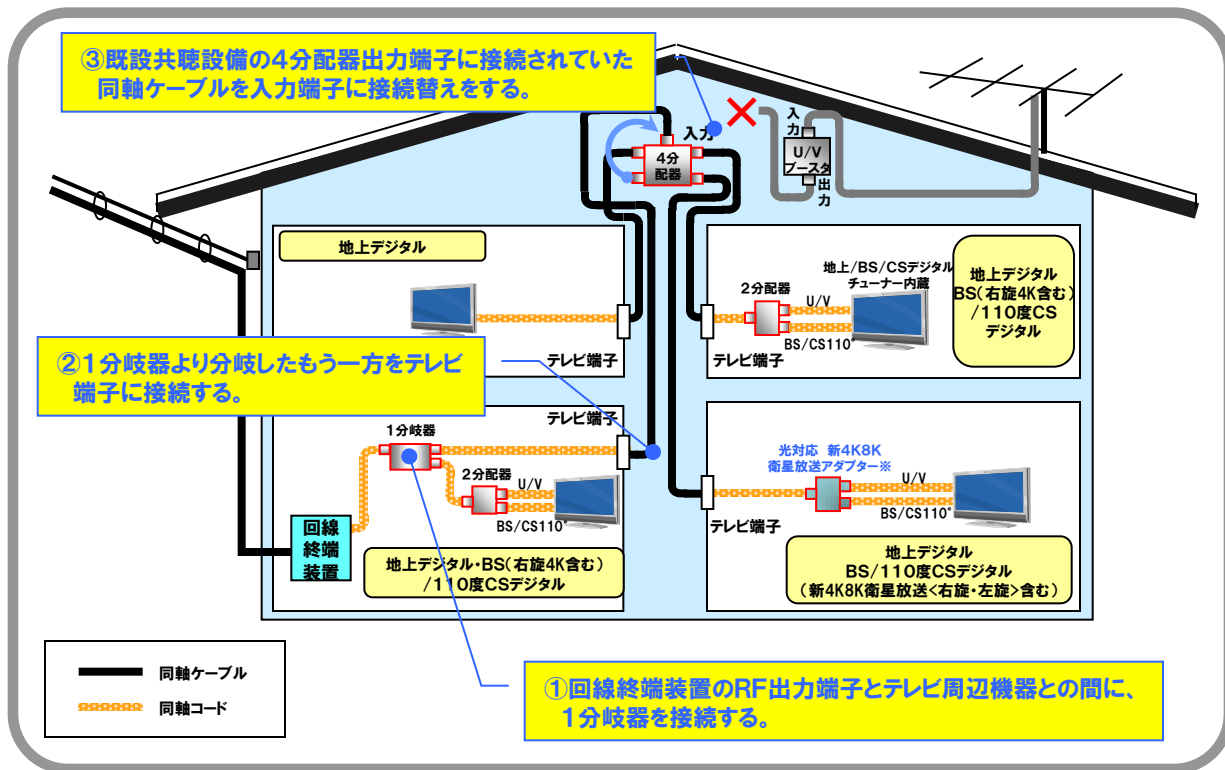 ③既設共聴設備の4分配器出力端子に接続されていた
同軸ケーブルを入力端子に接続替えをする。
入力
4分
配器
入力
U/V
ブースタ
出力
地上デジタル
テレビ端子
2分配器
U/V
BS/CS110°
地上/BS/CSデジタル
チューナー内蔵
テレビ端子
地上デジタル
BS(右旋4K含む)
/110度CS
デジタル
②1分岐器より分岐したもう一方をテレビ
端子に接続する。
テレビ端子
1分岐器
2分配器
U/V
BS/CS110°
回線
終端
装置
地上デジタル・BS(右旋4K含む)
/110度CSデジタル
光対応 新4K8K
衛星放送アダプター※
U/V
BS/CS110°
テレビ端子
地上デジタル
BS/110度CSデジタル
(新4K8K衛星放送<右旋・左旋>含む)
同軸ケーブル
同軸コード
①回線終端装置のRF出力端子とテレビ周辺機器との間に、
1分岐器を接続する。